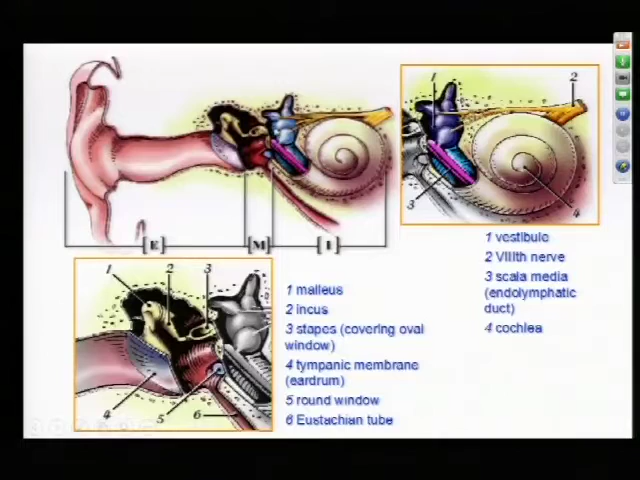 1
2
3
4
[E]
[M]
[I]
1 vestibule
2 VIIIth nerve
3 scala media
(endolymphatic
duct)
4 cochlea
1
2
3
4
5
6
1 malleus
2 incus
3 stapes (covering oval
window)
4 tympanic membrane
(eardrum)
5 round window
6 Eustachian tube